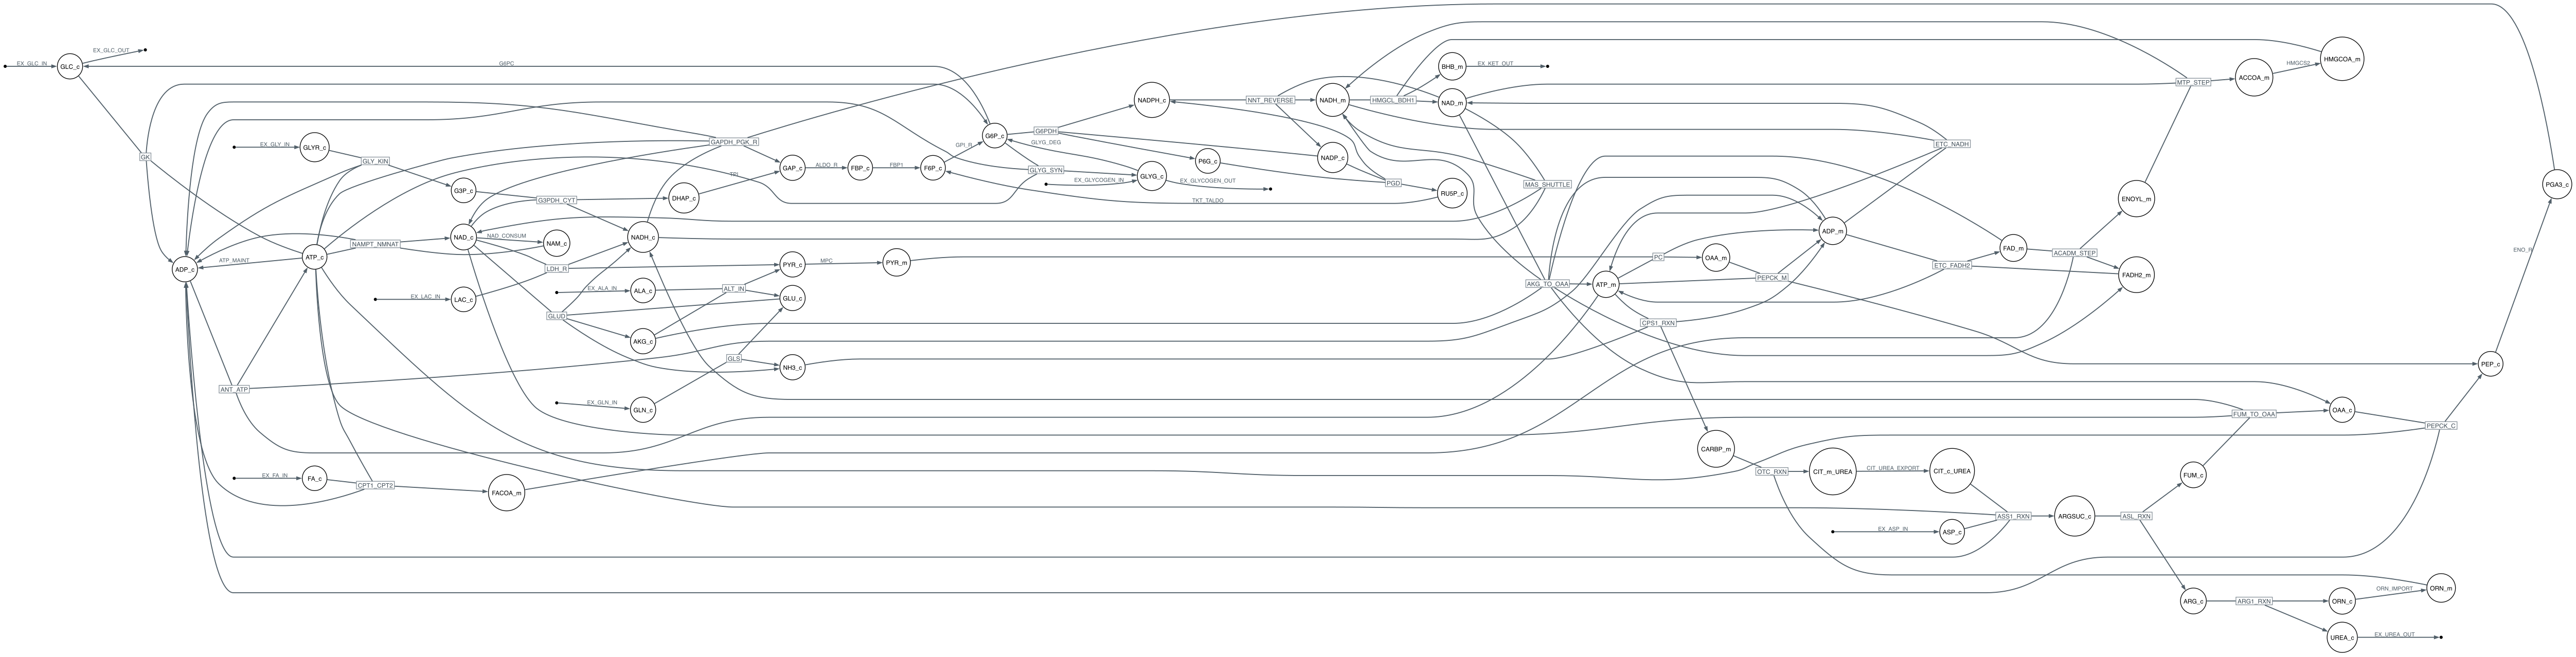 EX_GLC_OUT
EX_GLC_IN
GLC_c
G6PC
GK
EX_GLY_IN
GLYR_c
GLY_KIN
G3P_c
G3PDH_CYT
DHAP_c
TPI
GAPDH_PGK_R
GAP_c
ALDO_R
FBP_c
FBP1
F6P_c
GPI_R
G6P_c
G6PDH
GLYG_DEG
GLYG_SYN
EX_GLYCOGEN_IN
GLYG_c
EX_GLYCOGEN_OUT
TKT_TALDO
NADPH_c
P6G_c
NNT_REVERSE
NADP_c
PGD
RU5P_c
NADH_m
HMGCL_BDH1
NAD_m
BHB_m
EX_KET_OUT
MAS_SHUTTLE
MTP_STEP
ACCOA_m
HMGCS2
HMGCOA_m
ETC_NADH
ENOYL_m
PGA3_c
ENO_R
ADP_c
ATP_MAINT
ATP_c
NAMPT_NMNAT
NAD_c
NAD_CONSUM
NAM_c
NADH_c
LDH_R
EX_LAC_IN
LAC_c
PYR_c
MPC
PYR_m
EX_ALA_IN
ALA_c
ALT_IN
GLU_c
GLUD
AKG_c
GLS
NH3_c
EX_GLN_IN
GLN_c
ANT_ATP
AKG_TO_OAA
ATP_m
PC
OAA_m
PEPCK_M
CPS1_RXN
ADP_m
ETC_FADH2
FAD_m
ACADM_STEP
FADH2_m
PEP_c
FUM_TO_OAA
OAA_c
PEPCK_C
EX_FA_IN
FA_c
CPT1_CPT2
FACOA_m
CARBP_m
OTC_RXN
CIT_m_UREA
CIT_UREA_EXPORT
CIT_c_UREA
EX_ASP_IN
ASP_c
ASS1_RXN
ARGSUC_c
ASL_RXN
FUM_c
ARG_c
ARG1_RXN
ORN_c
ORN_IMPORT
ORN_m
UREA_c
EX_UREA_OUT